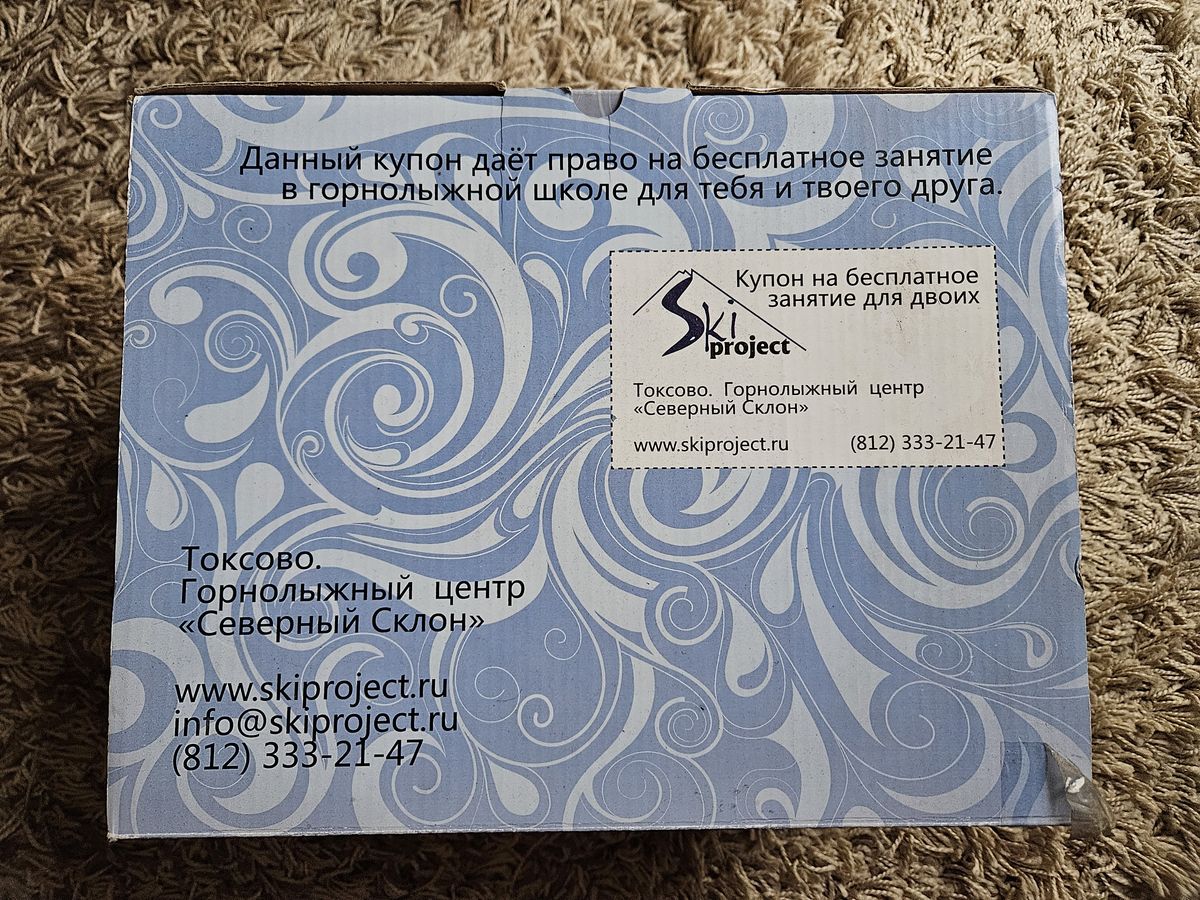 Данный купон даёт право на бесплатное занятие
в горнолыжной школе для тебя и твоего друга.
Купон на бесплатное
занятие для двоих
Ski
project
Токсово. Горнолыжный центр
«Северный Склон»
www.skiproject.ru (812) 333-21-47
Токсово.
Горнолыжный центр
«Северный Склон»
www.skiproject.ru
info@skiproject.ru
(812) 333-21-47